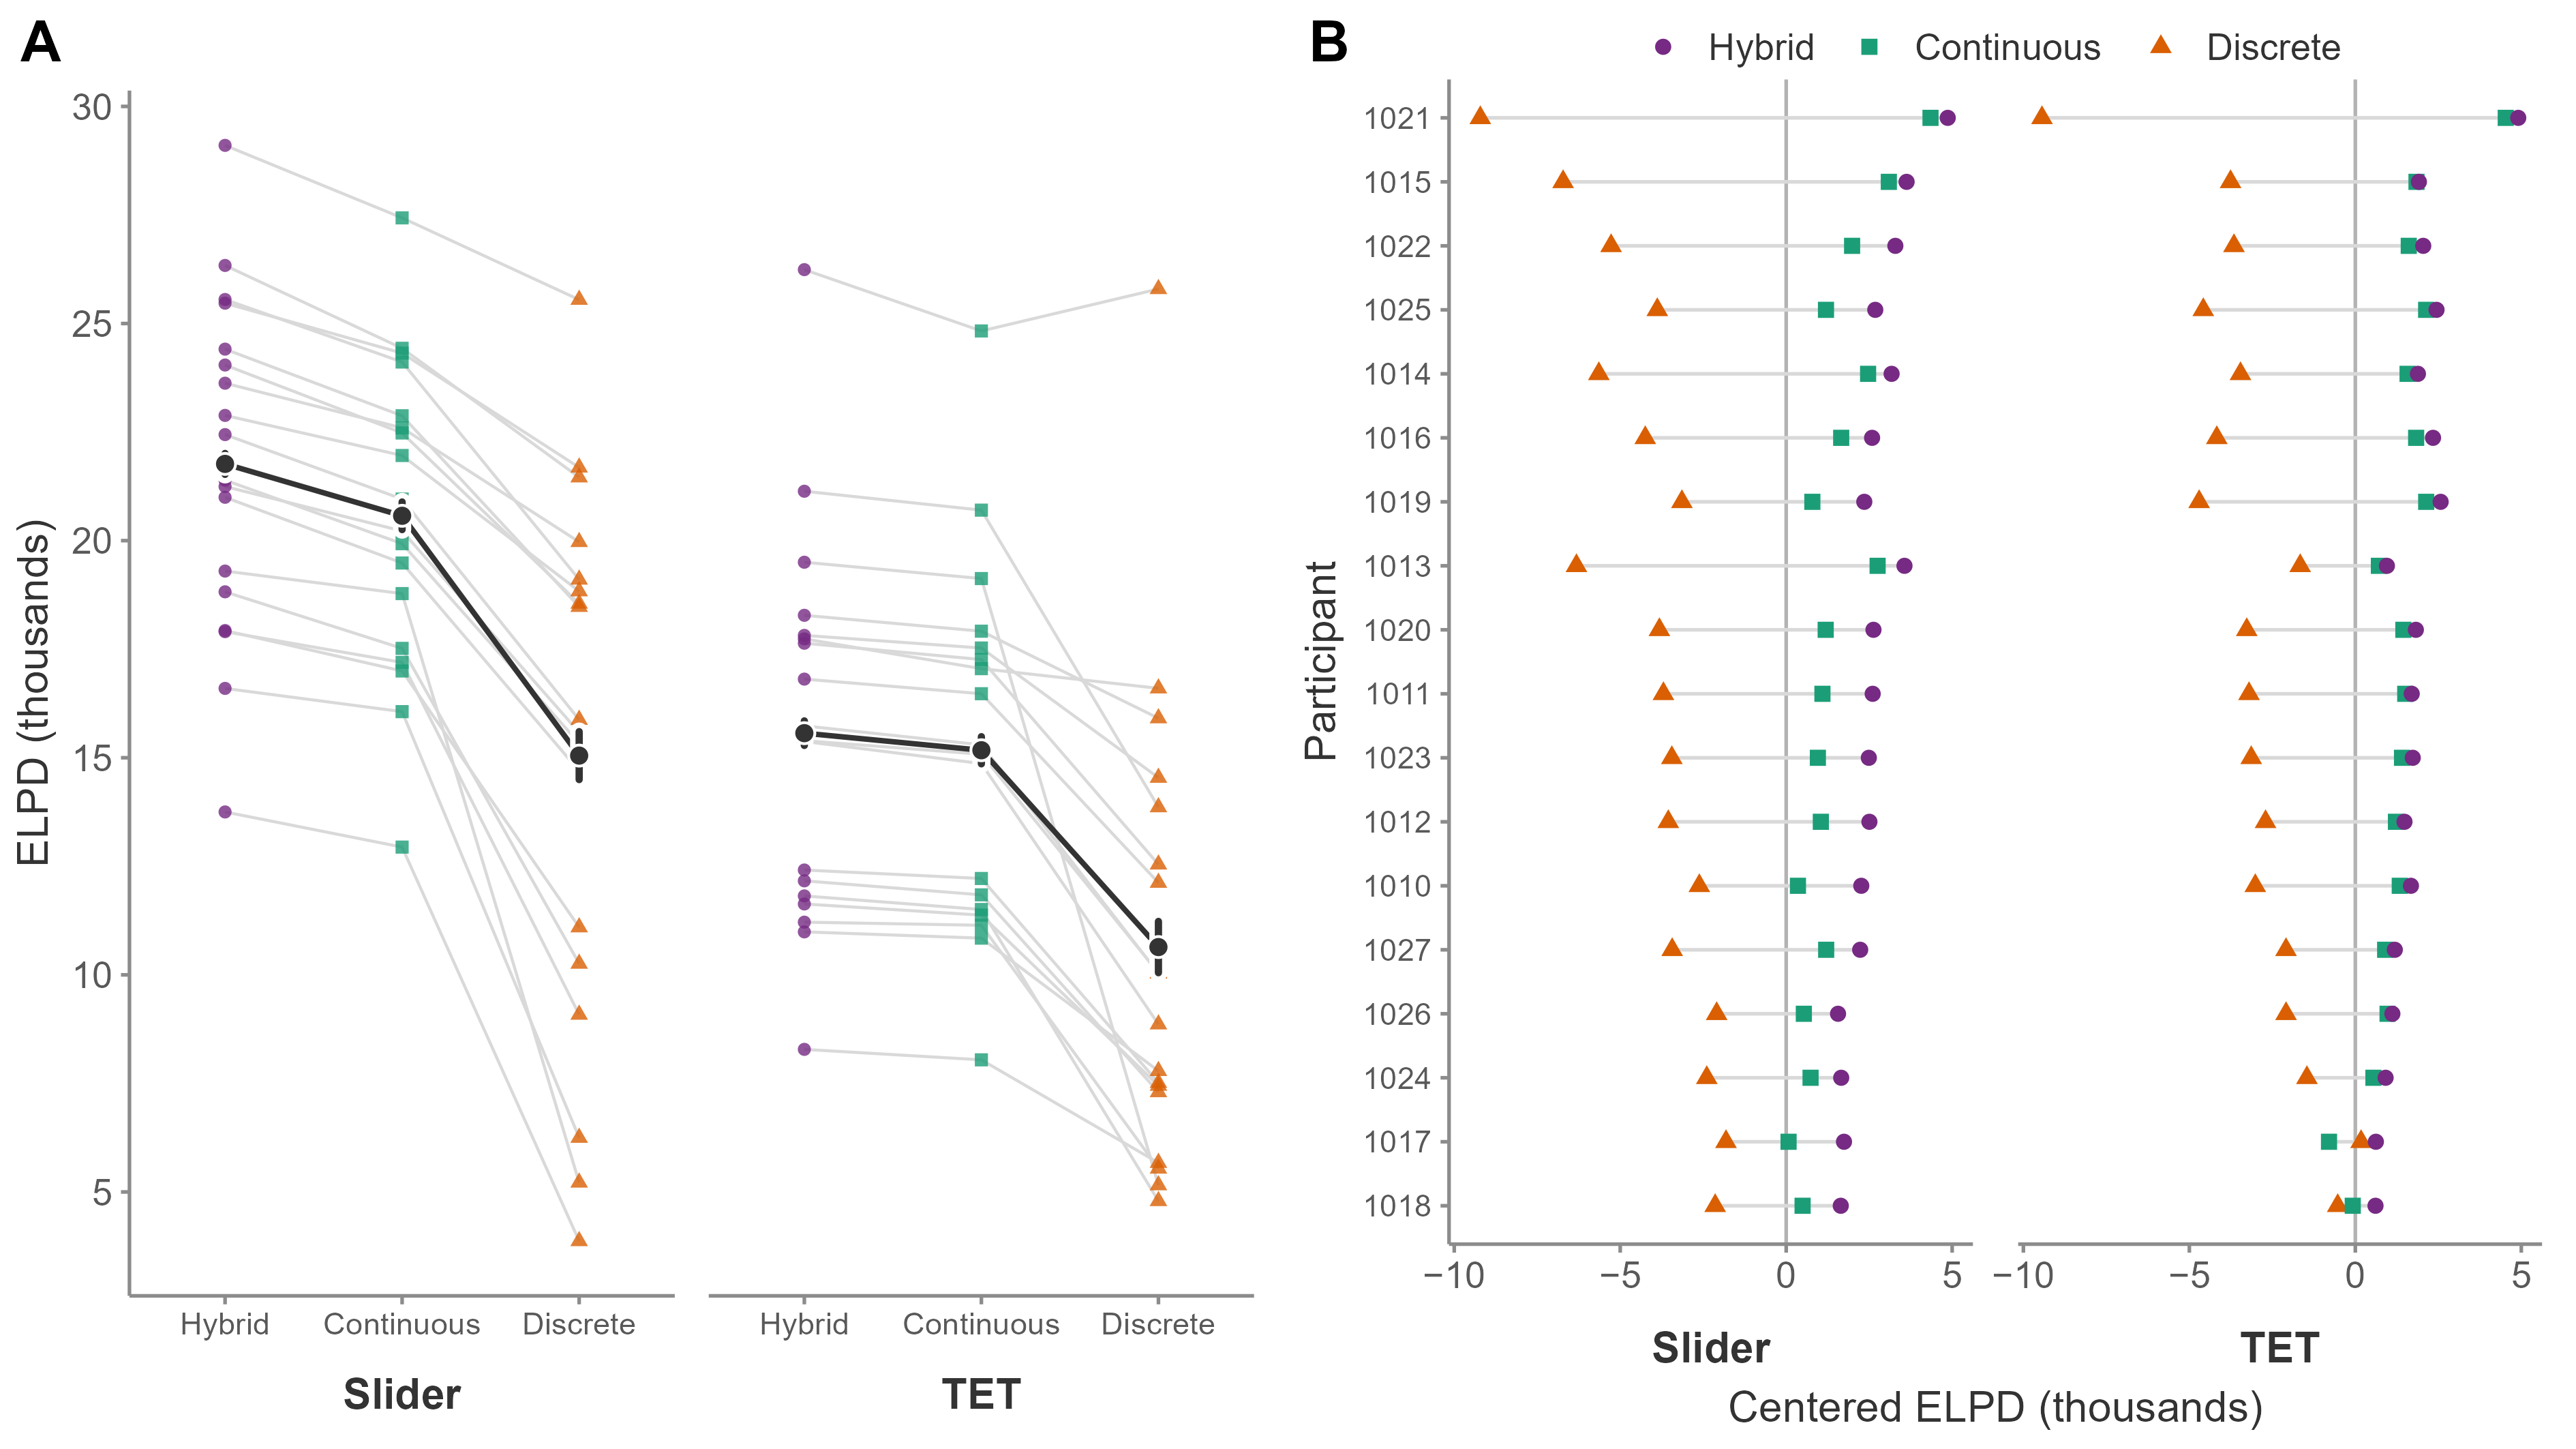 A
30
25
20
15
10
5
ELPD (thousands)
Hybrid Continuous Discrete
Slider
Hybrid Continuous Discrete
TET
B
Hybrid Continuous Discrete
Participant
1021
1015
1022
1025
1014
1016
1019
1013
1020
1011
1023
1012
1010
1027
1026
1024
1017
1018
−10 −5 0 5
Slider
−10 −5 0 5
TET
Centered ELPD (thousands)